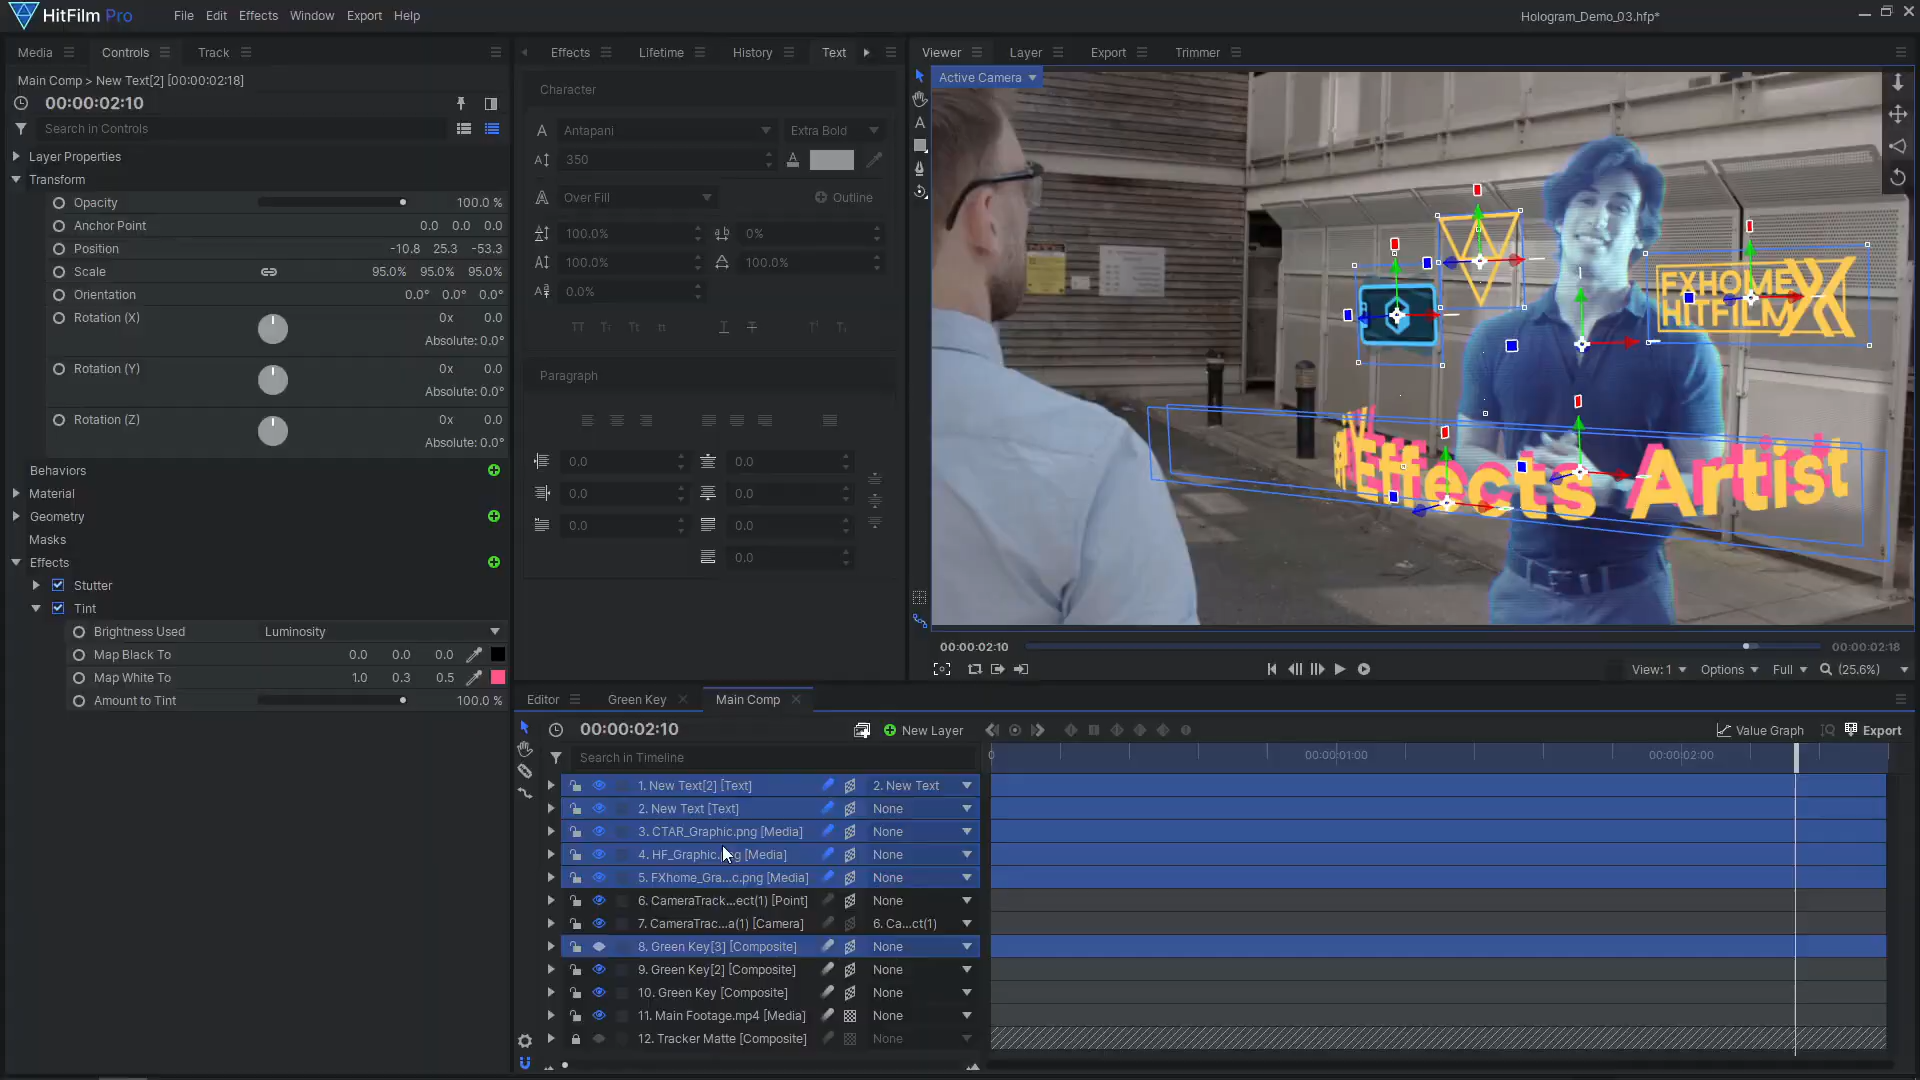 HitFilm Pro
File Edit Effects Window Export Help
Hologram_Demo_03.hfp*
Media Controls Track
Effects Lifetime History Text
Viewer Layer Export Trimmer
Main Comp > New Text[2] [00:00:02:18]
00:00:02:10
Search in Controls
Layer Properties
Transform
Opacity 100.0 %
Anchor Point 0.0 0.0 0.0
Position -10.8 25.3 -53.3
Scale 95.0% 95.0% 95.0%
Orientation 0.0° 0.0° 0.0°
Rotation (X) 0x 0.0
Absolute: 0.0°
Rotation (Y) 0x 0.0
Absolute: 0.0°
Rotation (Z) 0x 0.0
Absolute: 0.0°
Behaviors
Material
Geometry
Masks
Effects
Stutter
Tint
Brightness Used Luminosity
Map Black To 0.0 0.0 0.0
Map White To 1.0 0.3 0.5
Amount to Tint 100.0 %
Character
Antapani Extra Bold
350
Over Fill Outline
100.0% 0%
100.0% 100.0%
0.0%
Paragraph
0.0 0.0
0.0 0.0
0.0 0.0
0.0
Active Camera
FXHOME
HITFILM
Effects Artist
00:00:02:10 00:00:02:18
View: 1 Options Full (25.6%)
Editor Green Key Main Comp
00:00:02:10 New Layer Value Graph Export
Search in Timeline
0 00:00:01:00 00:00:02:00
1. New Text[2] [Text] 2. New Text
2. New Text [Text] None
3. CTAR_Graphic.png [Media] None
4. HF_Graphic. g [Media] None
5. FXhome_Gra...c.png [Media] None
6. CameraTrack...ect(1) [Point] None
7. CameraTrac...a(1) [Camera] 6. Ca...ct(1)
8. Green Key[3] [Composite] None
9. Green Key[2] [Composite] None
10. Green Key [Composite] None
11. Main Footage.mp4 [Media] None
12. Tracker Matte [Composite] None